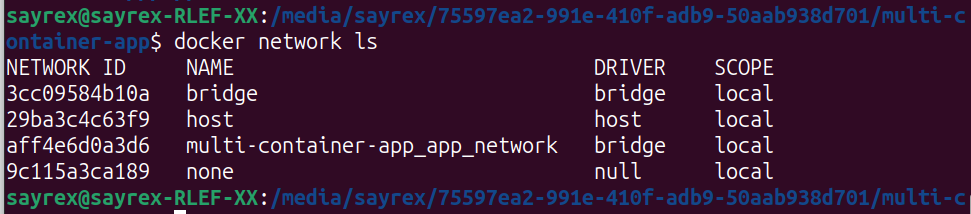 sayrex@sayrex-RLEF-XX:/media/sayrex/75597ea2-991e-410f-adb9-50aab938d701/multi-c
ontainer-app$ docker network ls
NETWORK ID     NAME                              DRIVER    SCOPE
3cc09584b10a   bridge                            bridge    local
29ba3c4c63f9   host                              host      local
aff4e6d0a3d6   multi-container-app_app_network   bridge    local
9c115a3ca189   none                              null      local
sayrex@sayrex-RLEF-XX:/media/sayrex/75597ea2-991e-410f-adb9-50aab938d701/multi-c